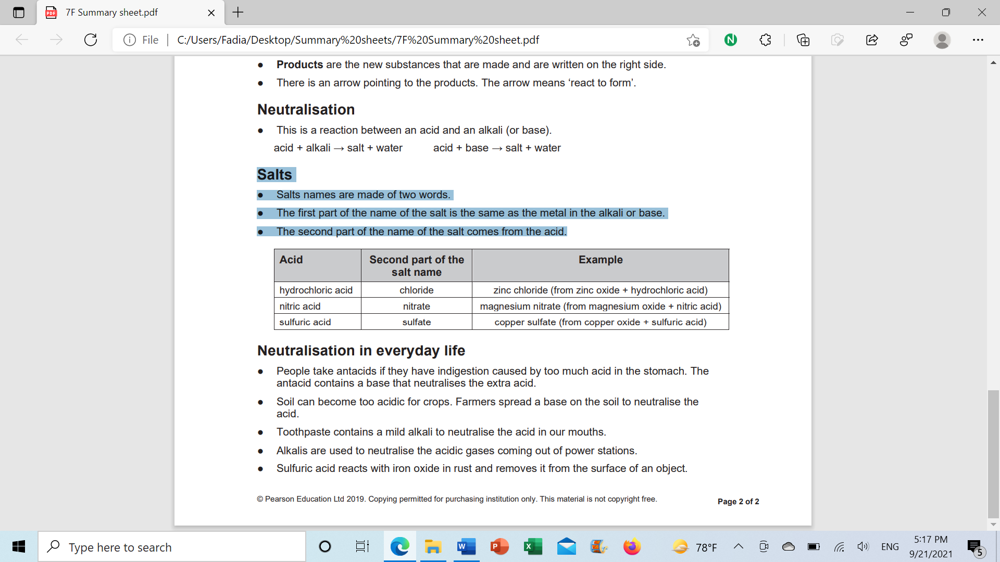 7F Summary sheet.pdf
File
C:/Users/Fadia/Desktop/Summary%20sheets/7F%20Summary%20sheet.pdf
● Products are the new substances that are made and are written on the right side.
● There is an arrow pointing to the products. The arrow means ‘react to form’.
Neutralisation
● This is a reaction between an acid and an alkali (or base).
acid + alkali → salt + water acid + base → salt + water
Salts
● Salts names are made of two words.
● The first part of the name of the salt is the same as the metal in the alkali or base.
● The second part of the name of the salt comes from the acid.
Acid Second part of the salt name Example
hydrochloric acid chloride zinc chloride (from zinc oxide + hydrochloric acid)
nitric acid nitrate magnesium nitrate (from magnesium oxide + nitric acid)
sulfuric acid sulfate copper sulfate (from copper oxide + sulfuric acid)
Neutralisation in everyday life
● People take antacids if they have indigestion caused by too much acid in the stomach. The
antacid contains a base that neutralises the extra acid.
● Soil can become too acidic for crops. Farmers spread a base on the soil to neutralise the
acid.
● Toothpaste contains a mild alkali to neutralise the acid in our mouths.
● Alkalis are used to neutralise the acidic gases coming out of power stations.
● Sulfuric acid reacts with iron oxide in rust and removes it from the surface of an object.
© Pearson Education Ltd 2019. Copying permitted for purchasing institution only. This material is not copyright free.
Page 2 of 2
Type here to search
78°F
ENG
5:17 PM
9/21/2021
5